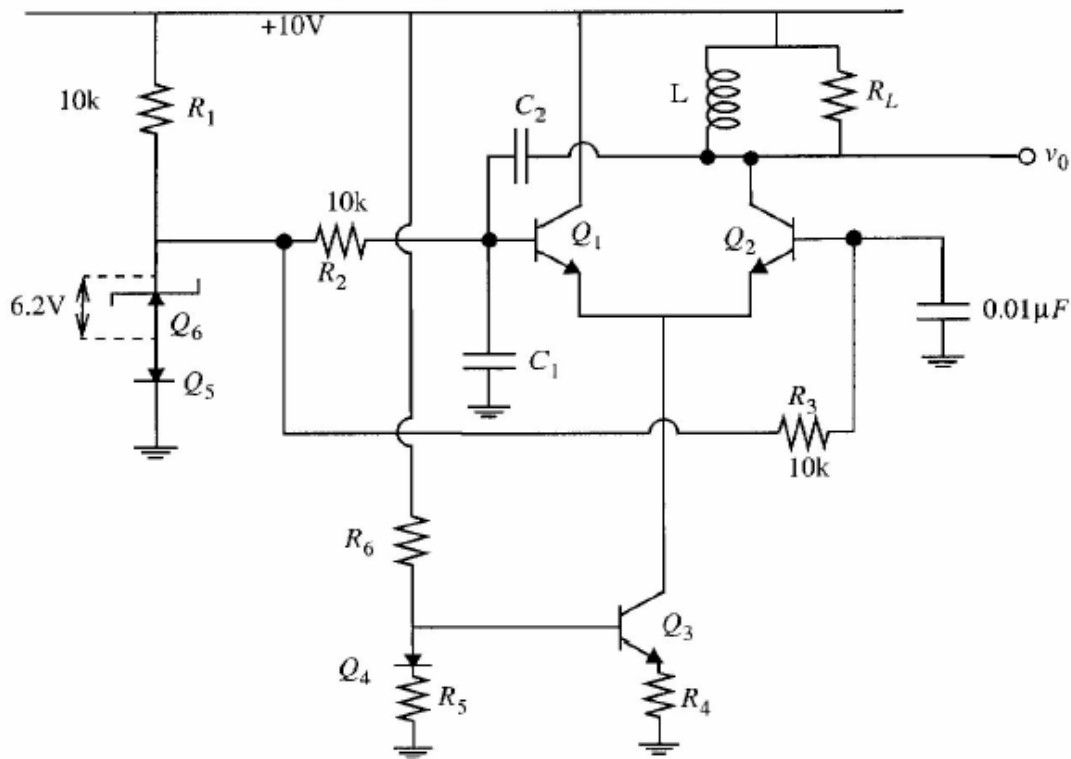 +10V
10k
R₁
C₂
L
R_L
v₀
10k
R₂
Q₁
Q₂
6.2V
Q₆
0.01μF
C₁
Q₅
R₃
10k
R₆
Q₃
Q₄
R₅
R₄